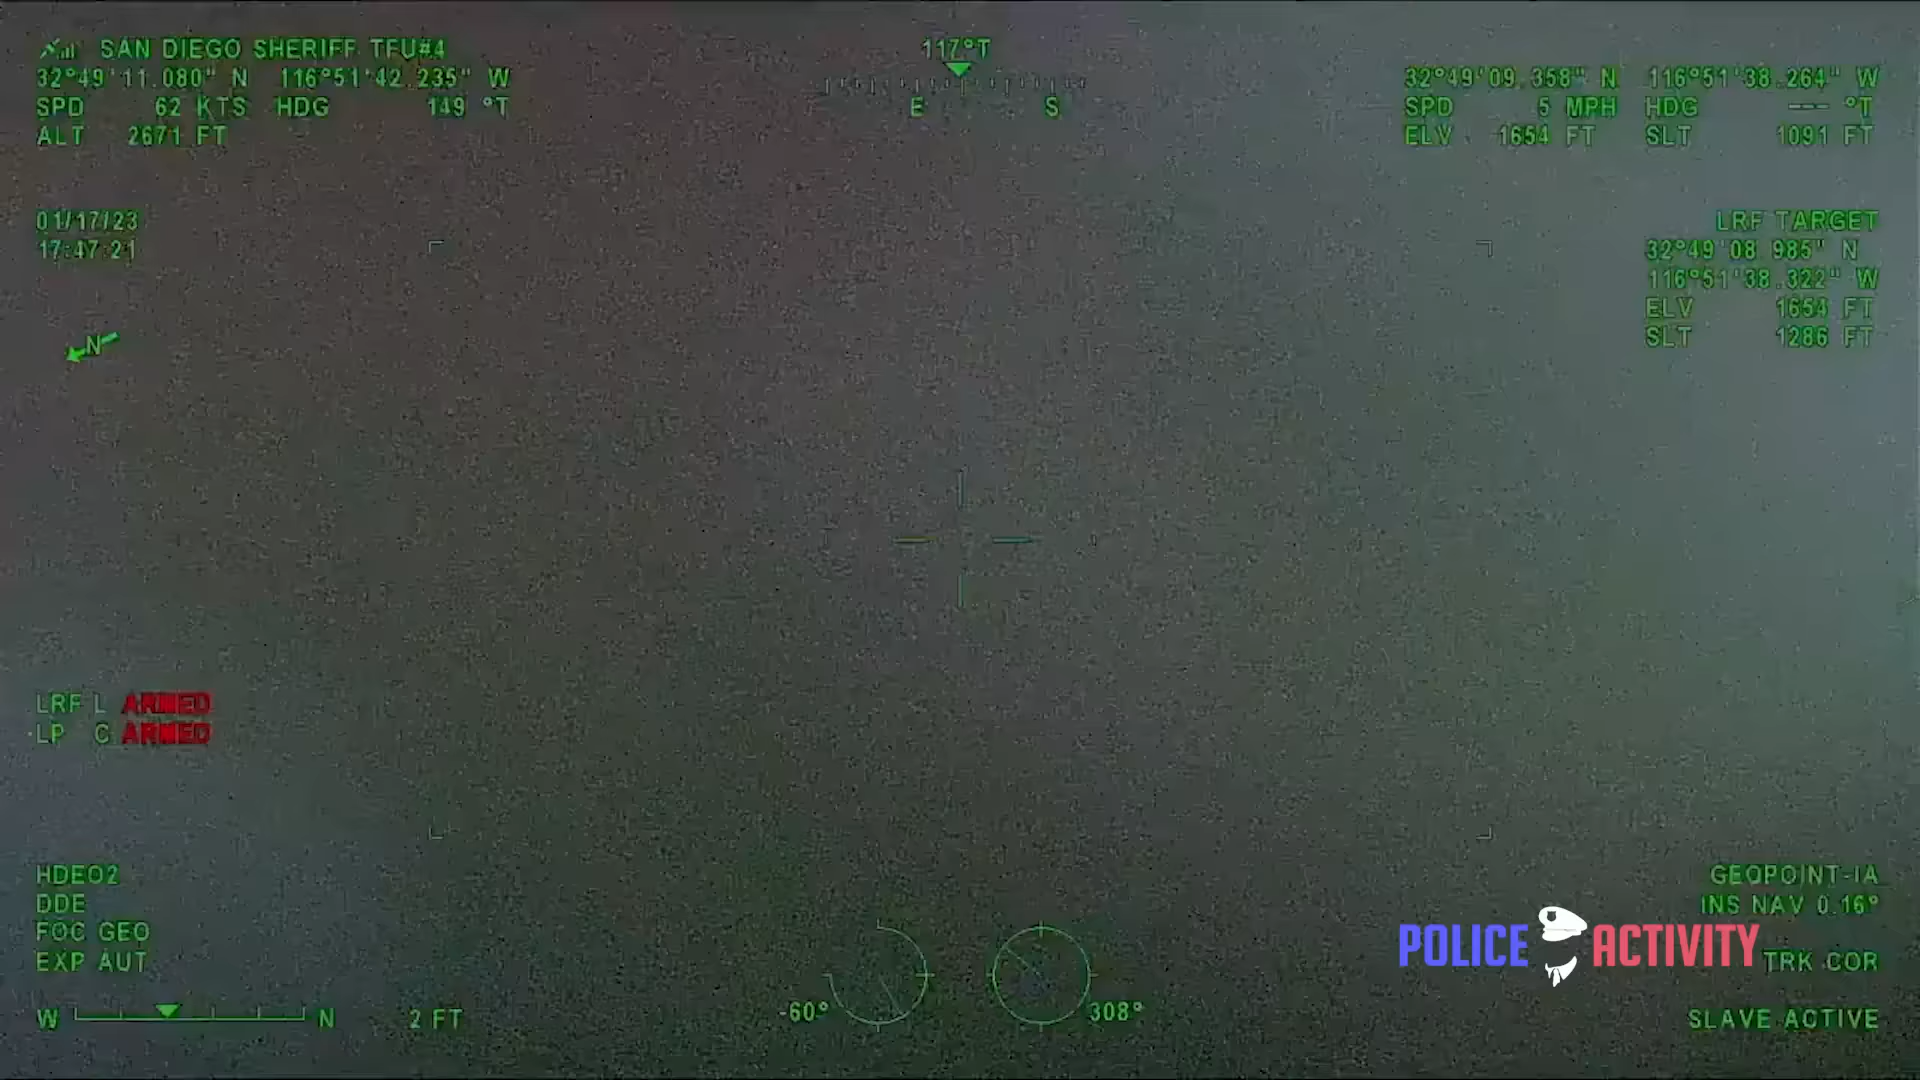 SAN DIEGO SHERIFF TFU#4
32°49'11.080" N 116°51'42.235" W
SPD 62 KTS HDG 149 °T
ALT 2671 FT
117°T
E S
32°49'09.358" N 116°51'38.264" W
SPD 5 MPH HDG --- °T
ELV 1654 FT SLT 1091 FT
01/17/23
17:47:21
LRF TARGET
32°49'08.985" N
116°51'38.322" W
ELV 1654 FT
SLT 1286 FT
N
LRF L ARMED
LP C ARMED
HDEO2
DDE
FOC GEO
EXP AUT
W N 2 FT
-60° 308°
GEOPOINT-IA
INS NAV 0.16°
POLICE ACTIVITY
TRK COR
SLAVE ACTIVE